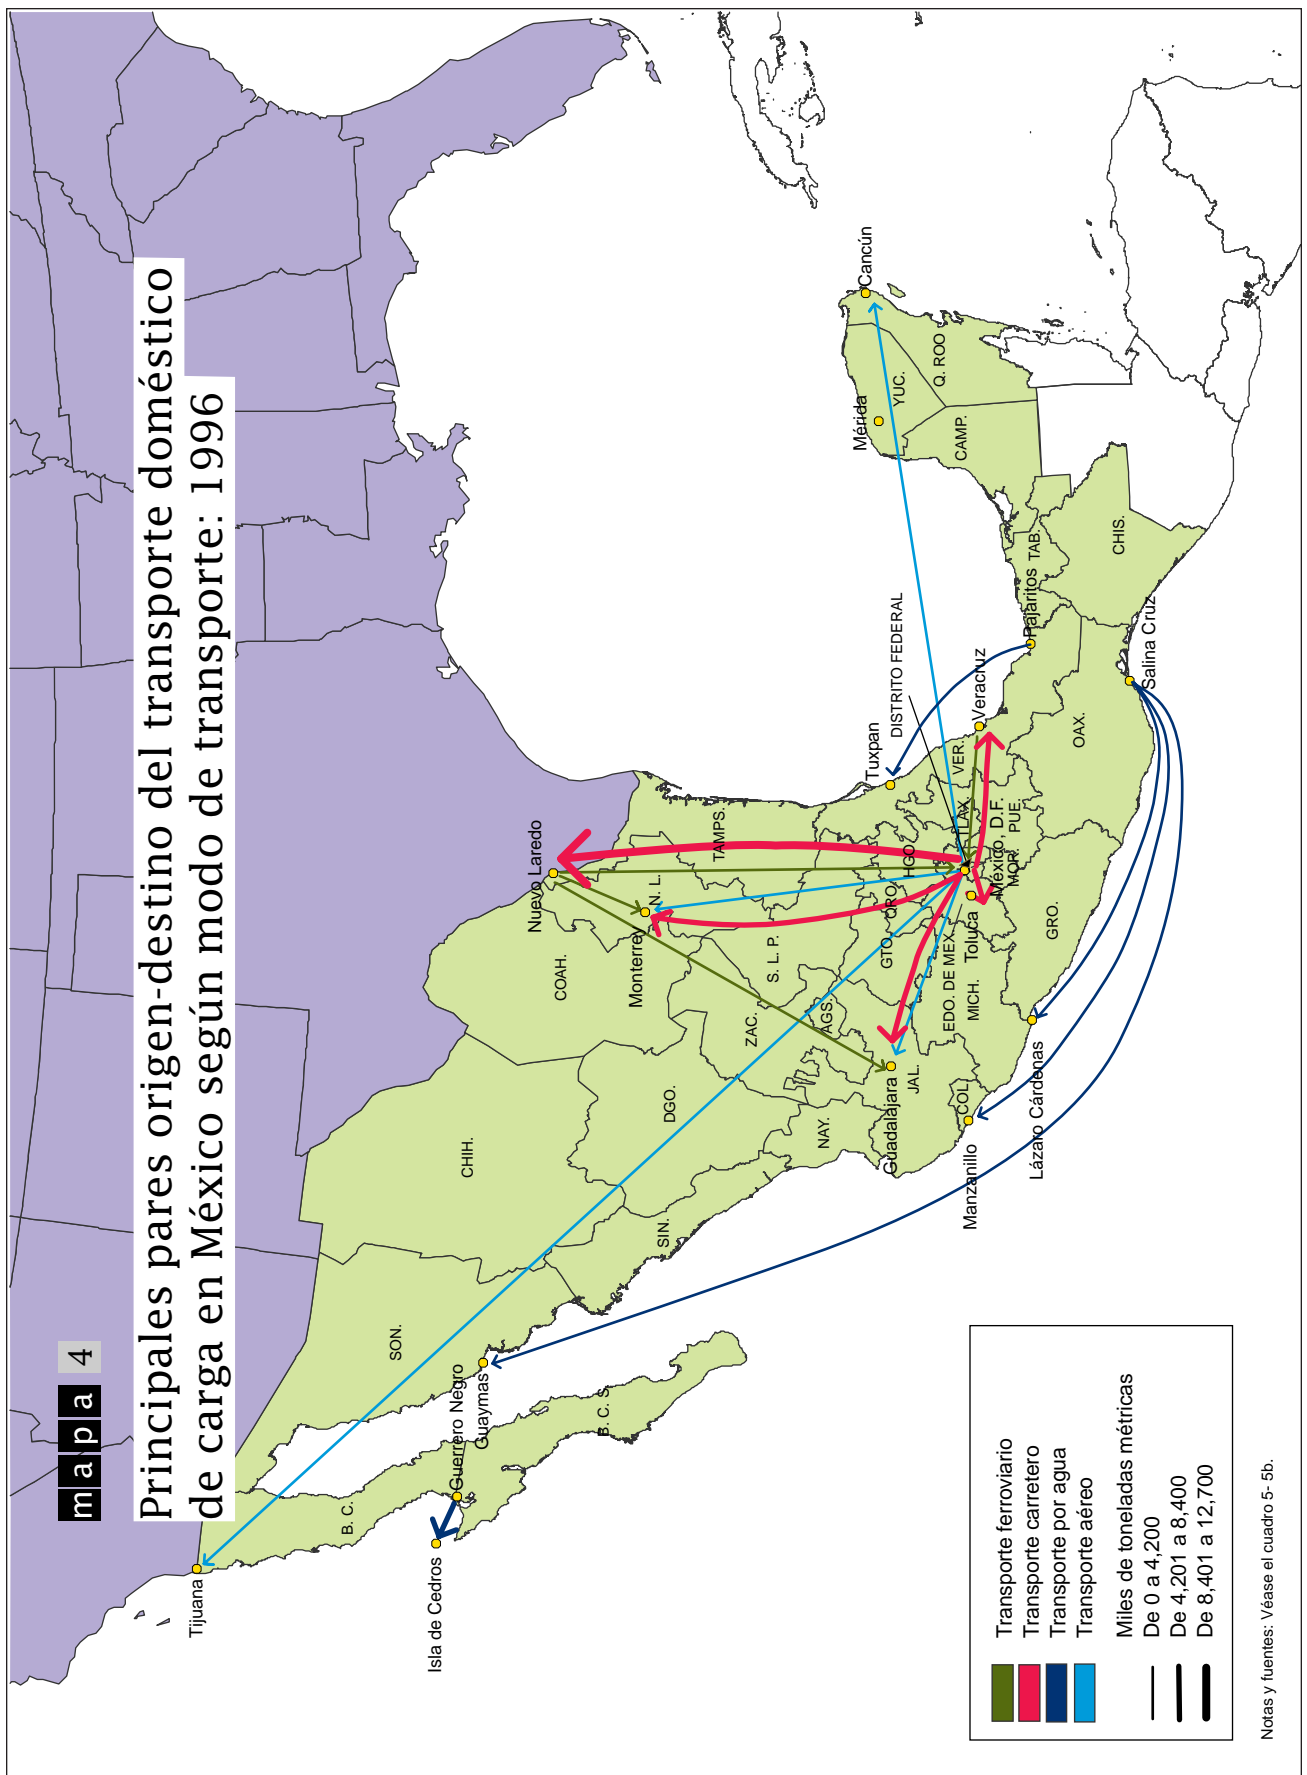 mapa 4
Principales pares origen-destino del transporte doméstico
de carga en México según modo de transporte: 1996
Tijuana
Isla de Cedros
Guerrero Negro
Guaymas
B. C.
B. C. S.
SON.
CHIH.
SIN.
DGO.
COAH.
Nuevo Laredo
Monterrey
N. L.
TAMPS.
ZAC.
S. L. P.
NAY.
AGS.
Guadalajara
JAL.
GTO.
QRO.
HGO.
COL.
Manzanillo
MICH.
EDO. DE MEX.
Toluca
México, D.F.
MOR.
TLAX.
PUE.
VER.
Tuxpan
DISTRITO FEDERAL
Veracruz
Lázaro Cárdenas
GRO.
OAX.
Salina Cruz
Pajaritos
TAB.
CHIS.
CAMP.
Mérida
YUC.
Q. ROO
Cancún
Transporte ferroviario
Transporte carretero
Transporte por agua
Transporte aéreo
Miles de toneladas métricas
De 0 a 4,200
De 4,201 a 8,400
De 8,401 a 12,700
Notas y fuentes: Véase el cuadro 5- 5b.